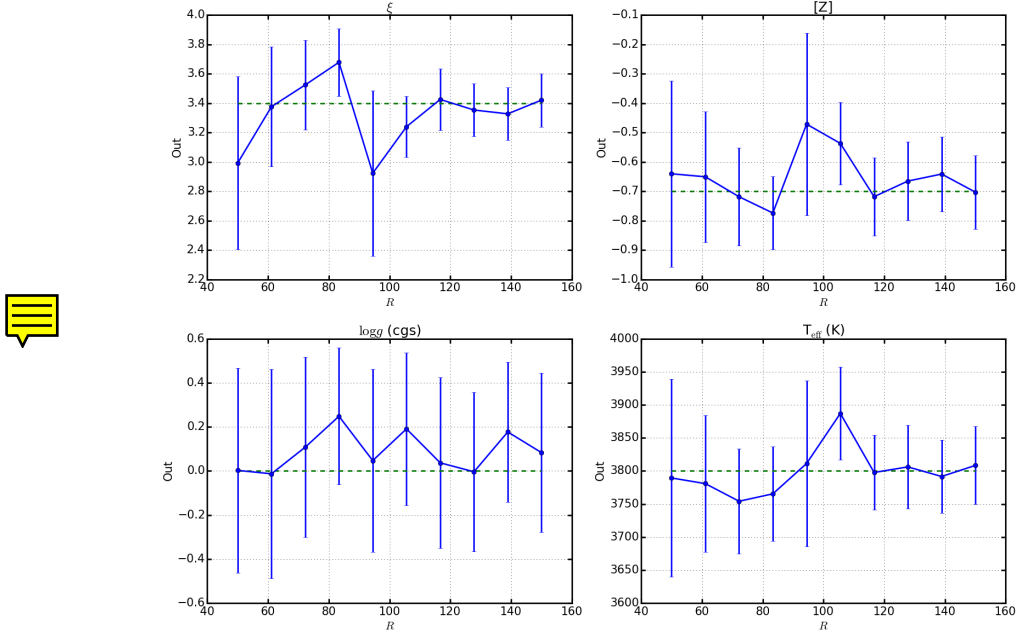 ξ
[Z]
4.0
3.8
3.6
3.4
3.2
3.0
2.8
2.6
2.4
2.2
Out
40 60 80 100 120 140 160
R
−0.1
−0.2
−0.3
−0.4
−0.5
−0.6
−0.7
−0.8
−0.9
−1.0
Out
40 60 80 100 120 140 160
R
log g (cgs)
T_eff (K)
0.6
0.4
0.2
0.0
−0.2
−0.4
−0.6
Out
40 60 80 100 120 140 160
R
4000
3950
3900
3850
3800
3750
3700
3650
3600
Out
40 60 80 100 120 140 160
R